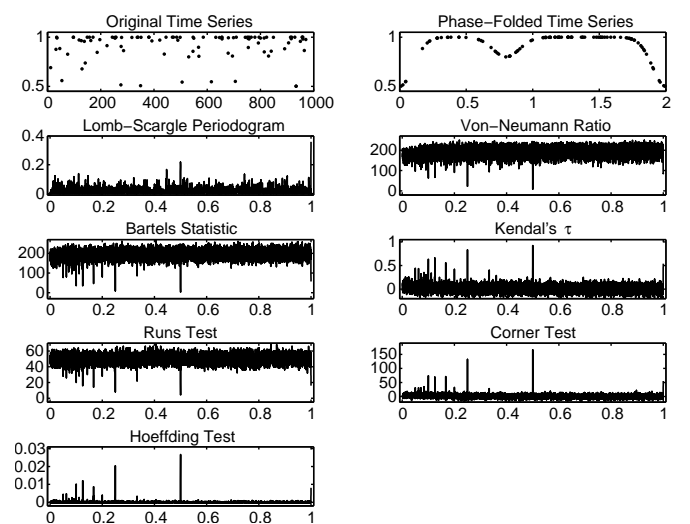 Original Time Series
1
0.5
0 200 400 600 800 1000
Phase−Folded Time Series
1
0.5
0 0.5 1 1.5 2
Lomb−Scargle Periodogram
0.4
0.2
0
0 0.2 0.4 0.6 0.8 1
Von−Neumann Ratio
200
100
0
0 0.2 0.4 0.6 0.8 1
Bartels Statistic
200
100
0
0 0.2 0.4 0.6 0.8 1
Kendal's τ
1
0.5
0
0 0.2 0.4 0.6 0.8 1
Runs Test
60
40
20
0
0 0.2 0.4 0.6 0.8 1
Corner Test
150
100
50
0
0 0.2 0.4 0.6 0.8 1
Hoeffding Test
0.03
0.02
0.01
0
0 0.2 0.4 0.6 0.8 1